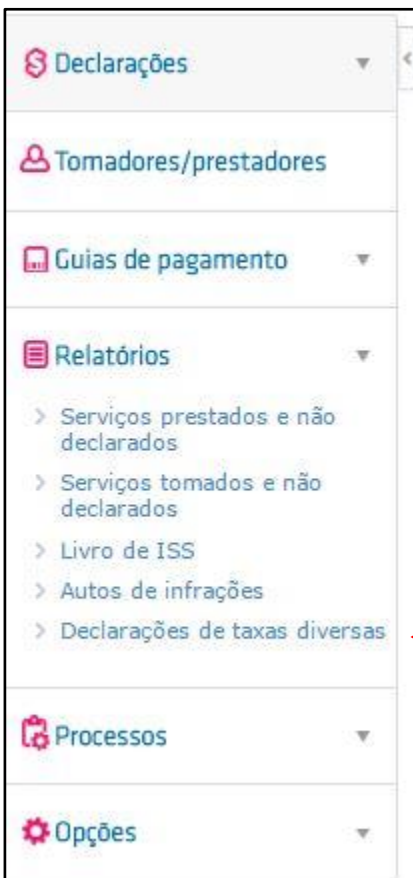 Declarações
Tomadores/prestadores
Guias de pagamento
Relatórios
Serviços prestados e não
declarados
Serviços tomados e não
declarados
Livro de ISS
Autos de infrações
Declarações de taxas diversas
Processos
Opções